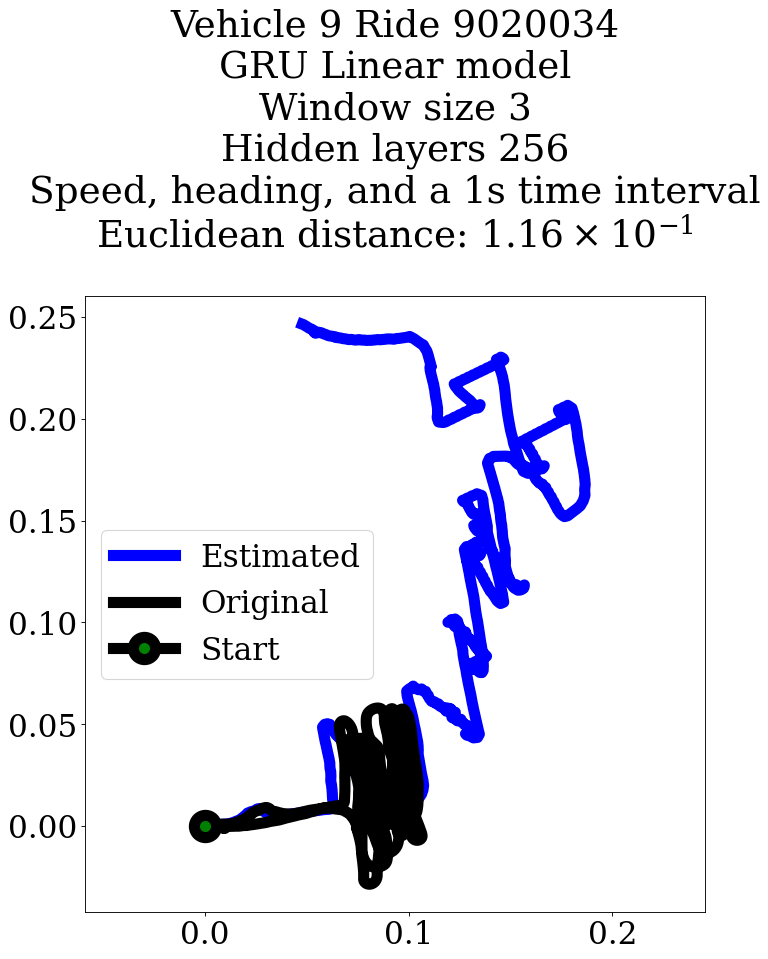 Vehicle 9 Ride 9020034
GRU Linear model
Window size 3
Hidden layers 256
Speed, heading, and a 1s time interval
Euclidean distance: 1.16 × 10⁻¹
0.25
0.20
0.15
0.10
0.05
0.00
Estimated
Original
Start
0.0 0.1 0.2